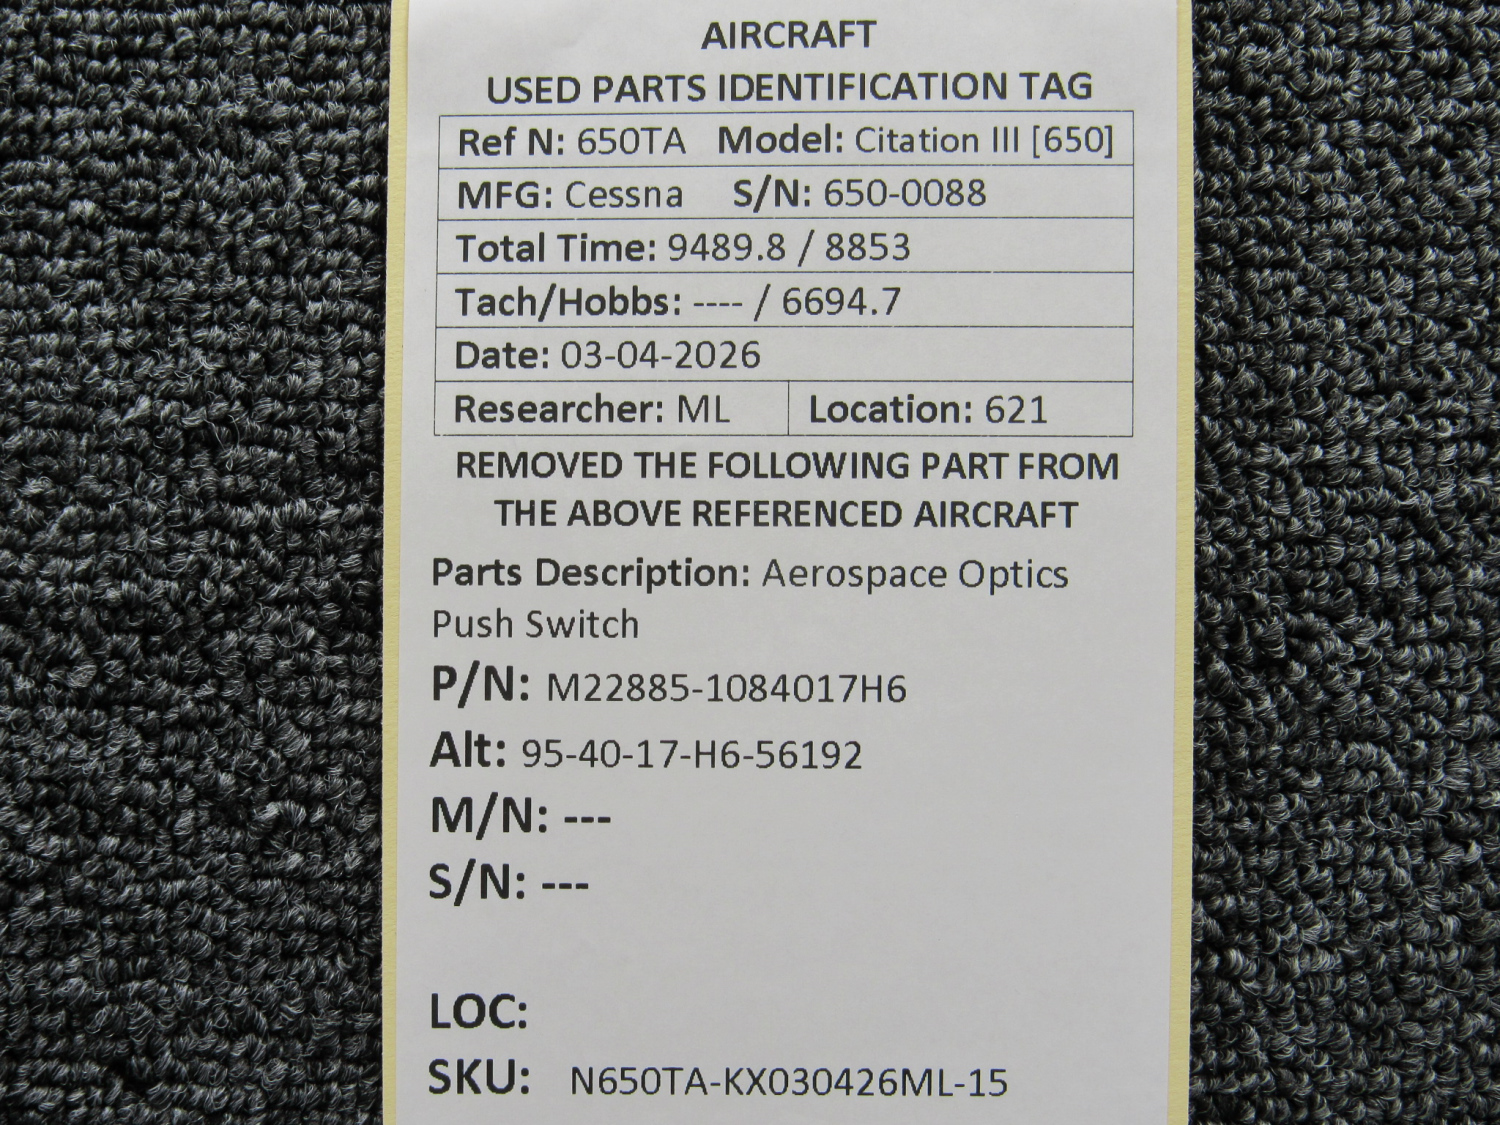 AIRCRAFT
USED PARTS IDENTIFICATION TAG
Ref N: 650TA Model: Citation III [650]
MFG: Cessna S/N: 650-0088
Total Time: 9489.8 / 8853
Tach/Hobbs: ---- / 6694.7
Date: 03-04-2026
Researcher: ML Location: 621
REMOVED THE FOLLOWING PART FROM
THE ABOVE REFERENCED AIRCRAFT
Parts Description: Aerospace Optics
Push Switch
P/N: M22885-1084017H6
Alt: 95-40-17-H6-56192
M/N: ---
S/N: ---
LOC:
SKU: N650TA-KX030426ML-15